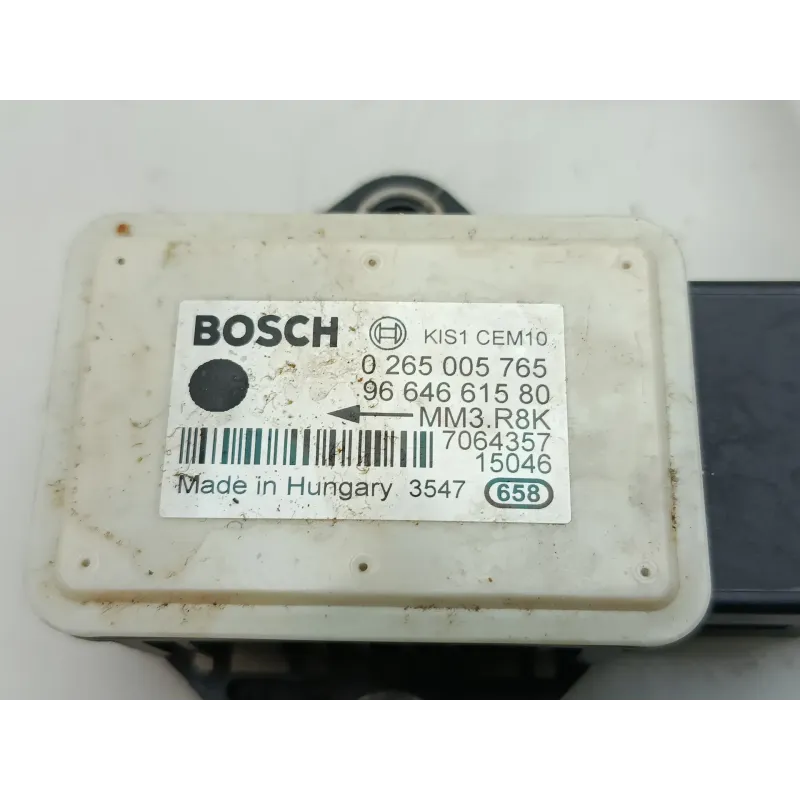 BOSCH KIS1 CEM10
0 265 005 765
96 646 615 80
MM3.R8K
7064357
15046
Made in Hungary 3547 658